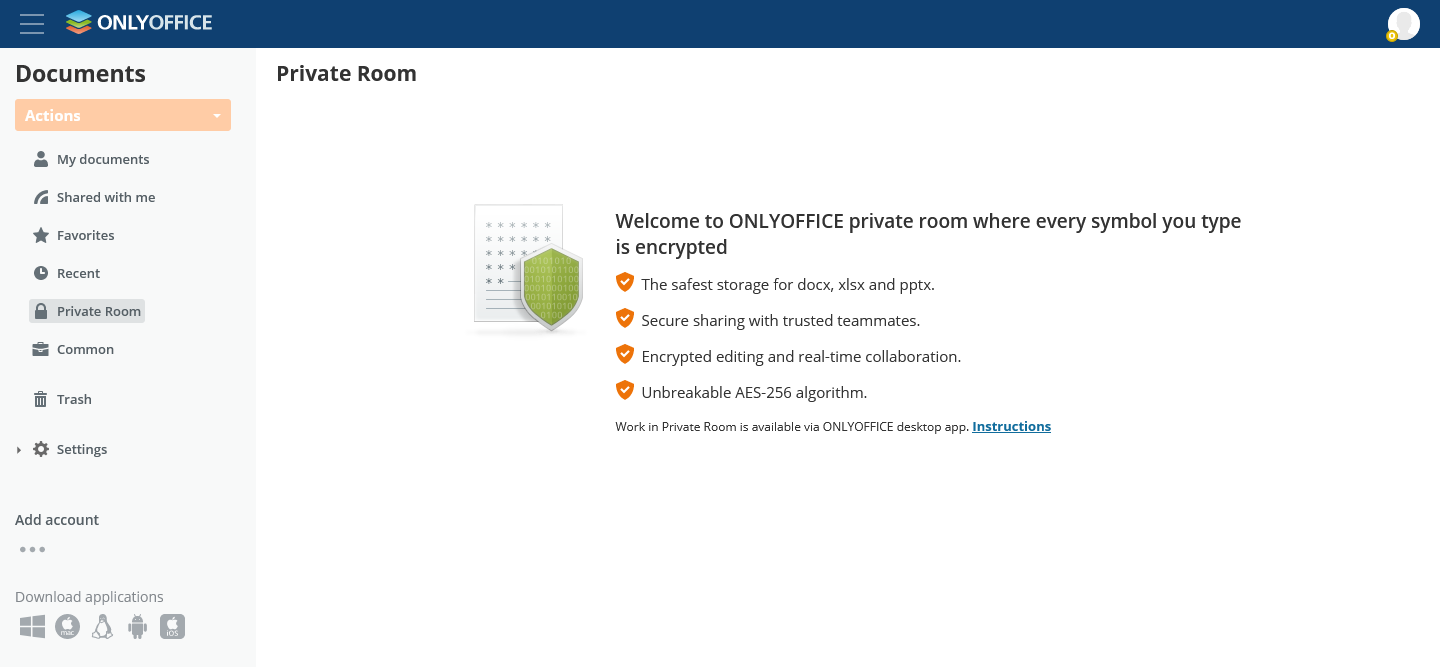 ONLYOFFICE
Documents
Actions
My documents
Shared with me
Favorites
Recent
Private Room
Common
Trash
Settings
Add account
Download applications
mac
iOS
Private Room
Welcome to ONLYOFFICE private room where every symbol you type
is encrypted
The safest storage for docx, xlsx and pptx.
Secure sharing with trusted teammates.
Encrypted editing and real-time collaboration.
Unbreakable AES-256 algorithm.
Work in Private Room is available via ONLYOFFICE desktop app. Instructions